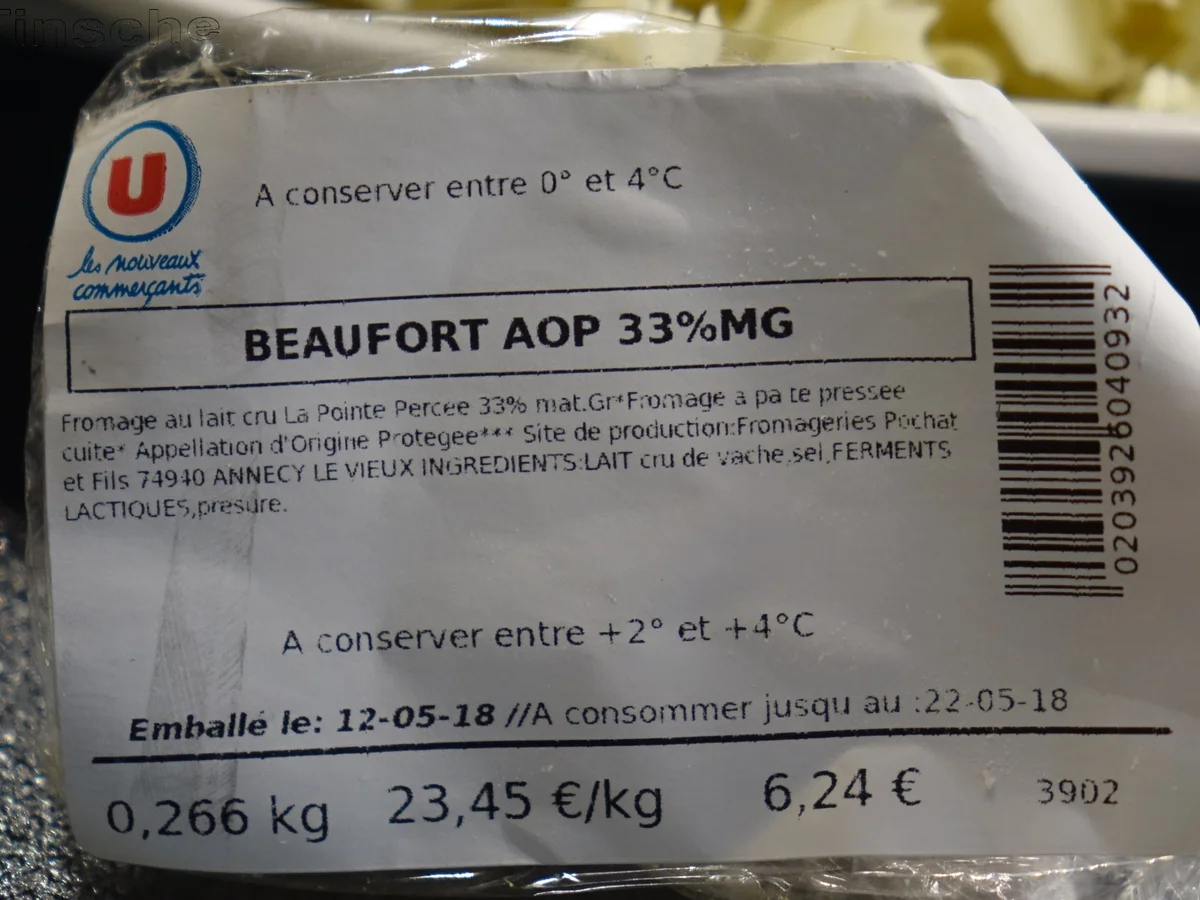 Tinsche
U
les nouveaux
commerçants
A conserver entre 0° et 4°C
BEAUFORT AOP 33%MG
Fromage au lait cru La Pointe Percee 33% mat.Gr*Fromage a pa te pressee
cuite* Appellation d'Origine Protegee*** Site de production:Fromageries Pochat
et Fils 74940 ANNECY LE VIEUX INGREDIENTS:LAIT cru de vache,sel,FERMENTS
LACTIQUES,presure.
0203926040932
A conserver entre +2° et +4°C
Emballé le: 12-05-18 //A consommer jusqu au :22-05-18
0,266 kg 23,45 €/kg 6,24 € 3902